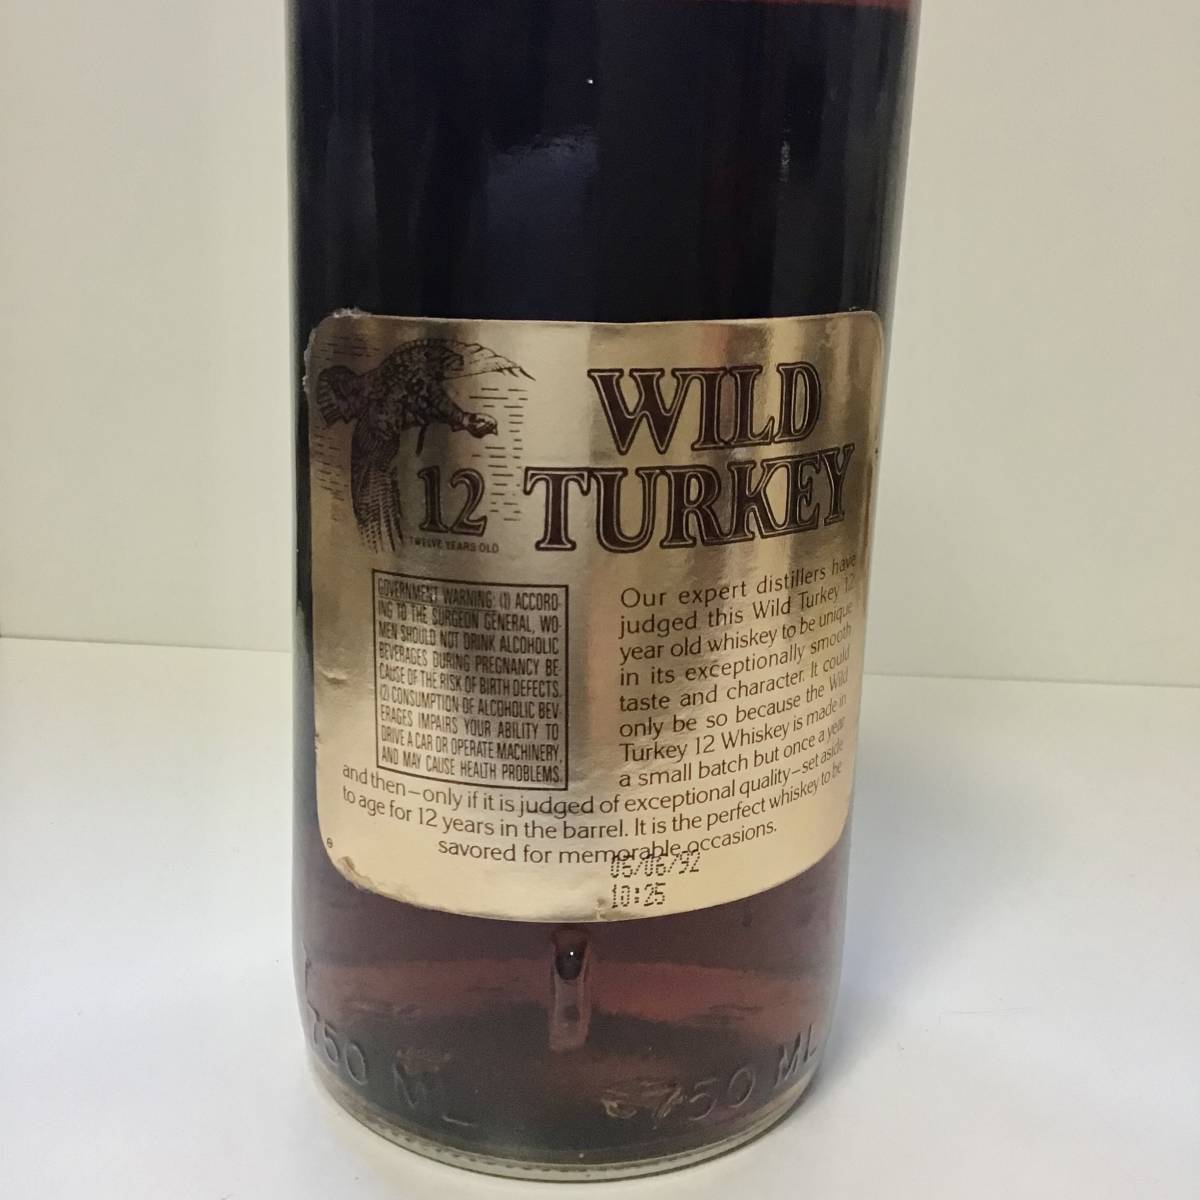 WILD
TURKEY
12
TWELVE YEARS OLD
GOVERNMENT WARNING: (1) ACCORD-
ING TO THE SURGEON GENERAL, WO-
MEN SHOULD NOT DRINK ALCOHOLIC
BEVERAGES DURING PREGNANCY BE-
CAUSE OF THE RISK OF BIRTH DEFECTS.
(2) CONSUMPTION OF ALCOHOLIC BEV-
ERAGES IMPAIRS YOUR ABILITY TO
DRIVE A CAR OR OPERATE MACHINERY,
AND MAY CAUSE HEALTH PROBLEMS.
Our expert distillers have
judged this Wild Turkey 12
year old whiskey to be unique
in its exceptionally smooth
taste and character. It could
only be so because the Wild
Turkey 12 Whiskey is made in
a small batch but once a year
and then—only if it is judged of exceptional quality—set aside
to age for 12 years in the barrel. It is the perfect whiskey to be
savored for memorable occasions.
06/06/92
10:25
750 ML 750 ML